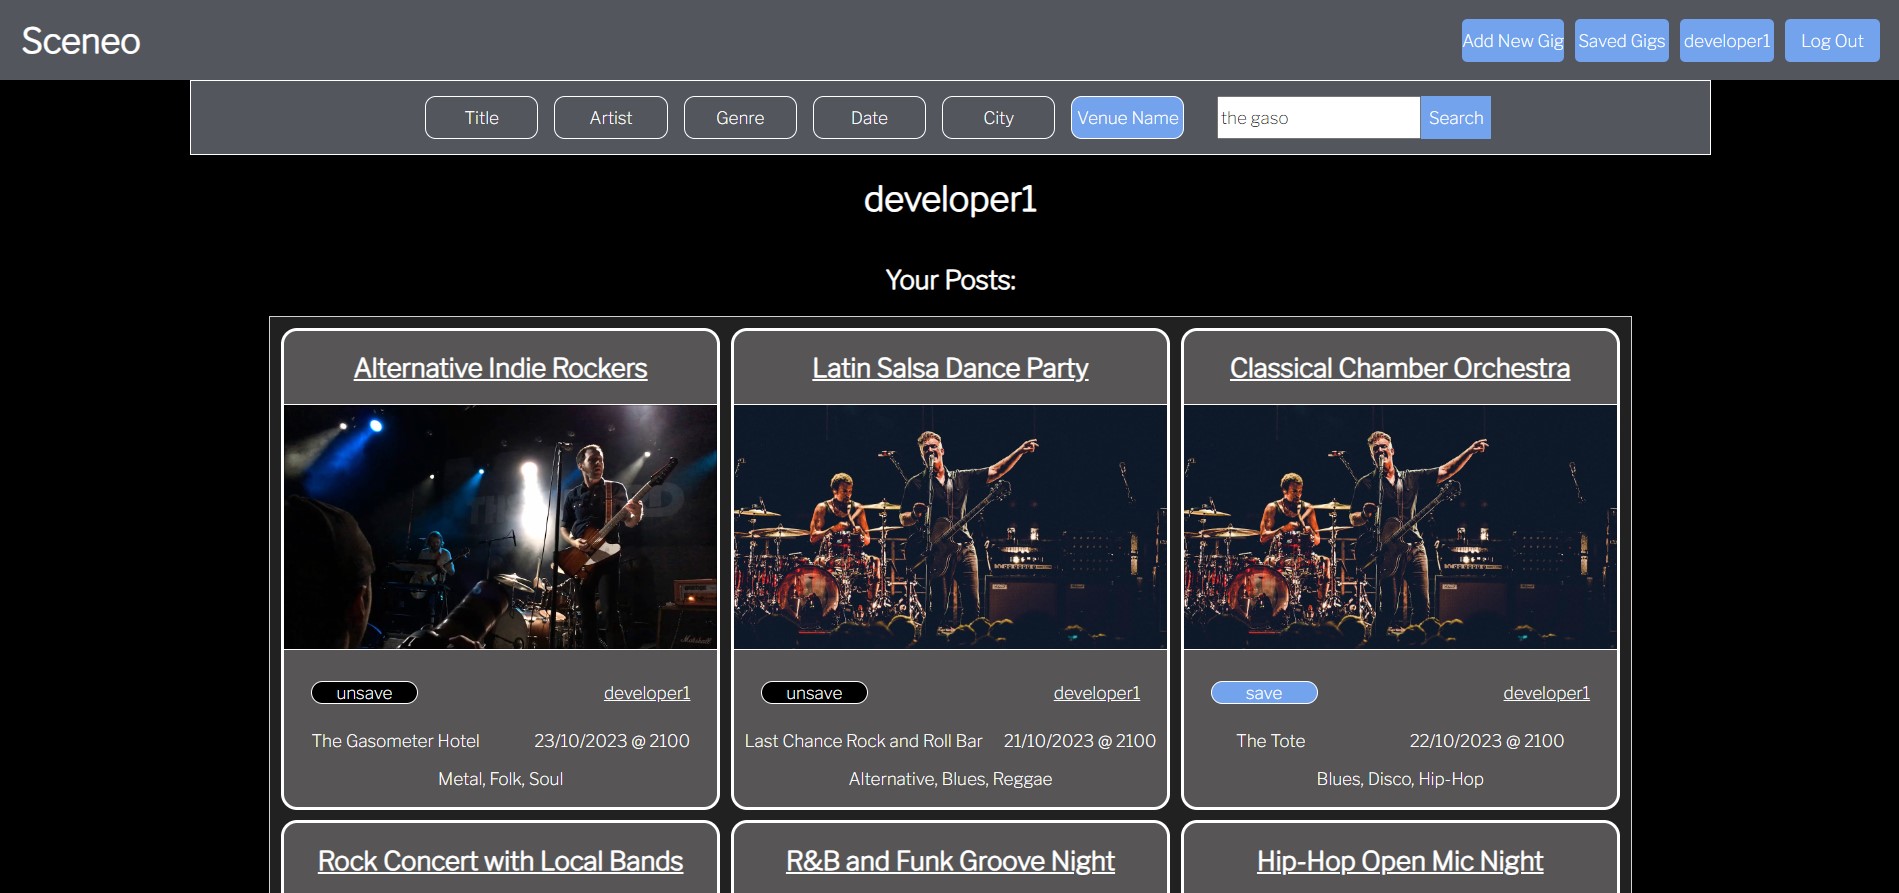 Sceneo
Add New Gig Saved Gigs developer1 Log Out
Title Artist Genre Date City Venue Name the gaso Search
developer1
Your Posts:
Alternative Indie Rockers
unsave developer1
The Gasometer Hotel 23/10/2023 @ 2100
Metal, Folk, Soul
Latin Salsa Dance Party
unsave developer1
Last Chance Rock and Roll Bar 21/10/2023 @ 2100
Alternative, Blues, Reggae
Classical Chamber Orchestra
save developer1
The Tote 22/10/2023 @ 2100
Blues, Disco, Hip-Hop
Rock Concert with Local Bands
R&B and Funk Groove Night
Hip-Hop Open Mic Night